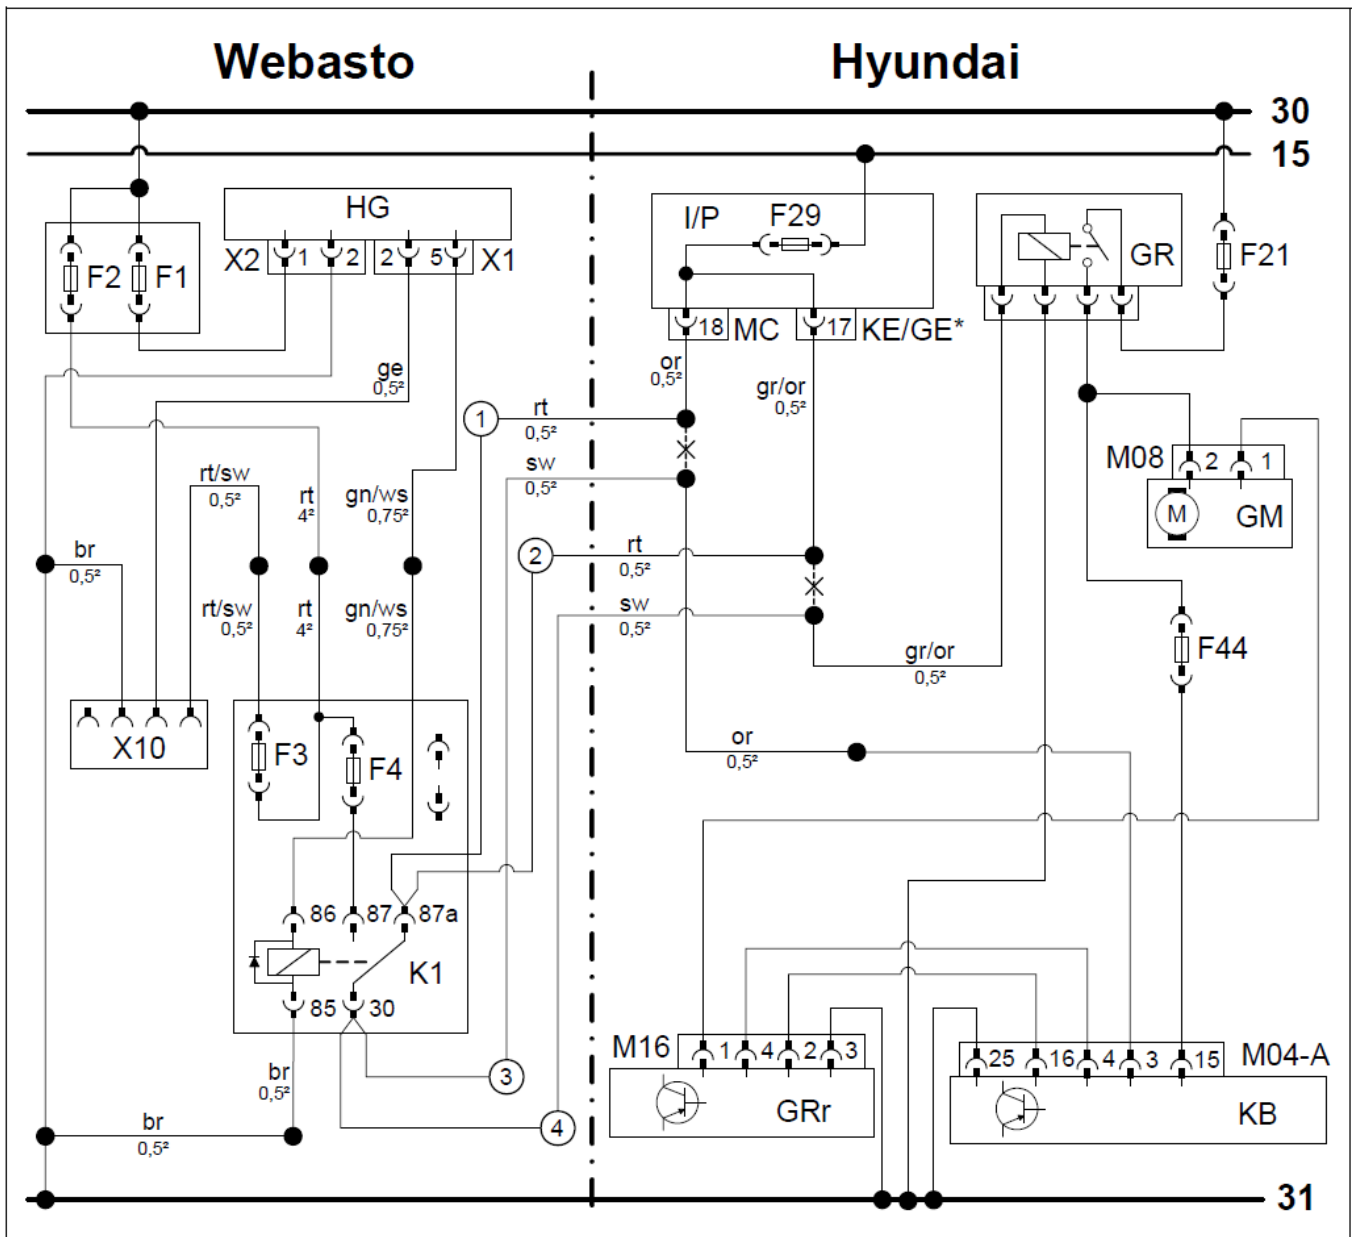 Webasto
Hyundai
30
15
HG
I/P
F29
GR
F21
F2
F1
X2
1
2
2
5
X1
18
MC
17
KE/GE*
ge
0,5²
or
0,5²
gr/or
0,5²
1
rt
0,5²
M08
2
1
M
GM
rt/sw
0,5²
rt
4²
gn/ws
0,75²
sw
0,5²
br
0,5²
2
rt
0,5²
rt/sw
0,5²
rt
4²
gn/ws
0,75²
sw
0,5²
gr/or
0,5²
F44
X10
F3
F4
or
0,5²
86
87
87a
K1
85
30
M16
1
4
2
3
25
16
4
3
15
M04-A
br
0,5²
3
GRr
KB
br
0,5²
4
31